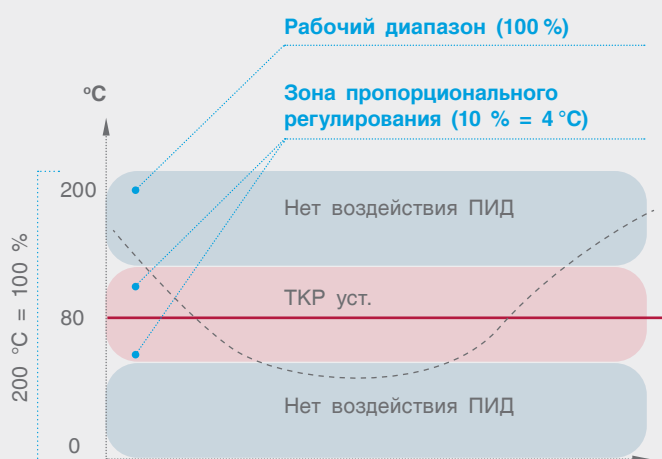 Рабочий диапазон (100 %)
°C
Зона пропорционального
регулирования (10 % = 4 °C)
200
Нет воздействия ПИД
200 °C = 100 %
ТКР уст.
80
Нет воздействия ПИД
0